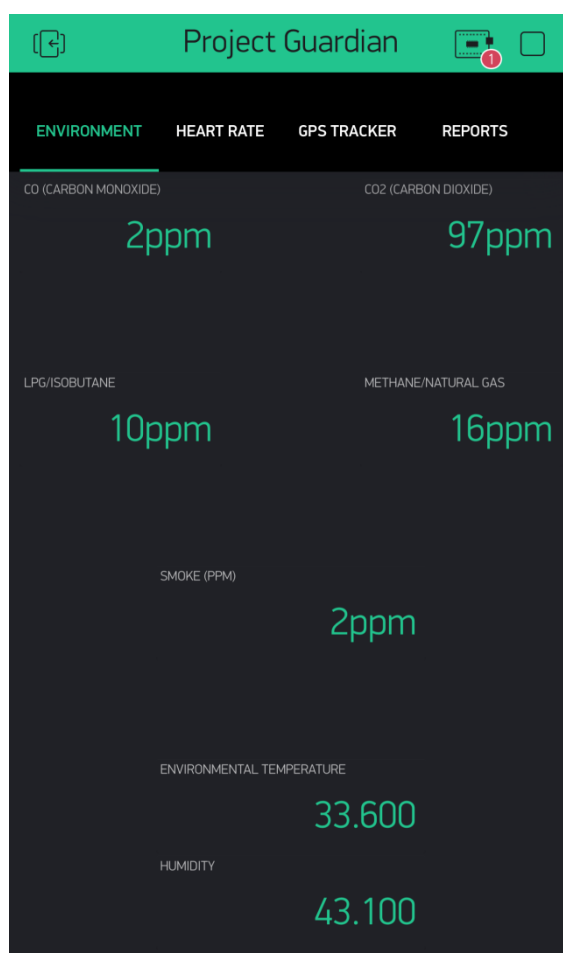 Project Guardian
1
ENVIRONMENT HEART RATE GPS TRACKER REPORTS
CO (CARBON MONOXIDE) CO2 (CARBON DIOXIDE)
2ppm 97ppm
LPG/ISOBUTANE METHANE/NATURAL GAS
10ppm 16ppm
SMOKE (PPM)
2ppm
ENVIRONMENTAL TEMPERATURE
33.600
HUMIDITY
43.100